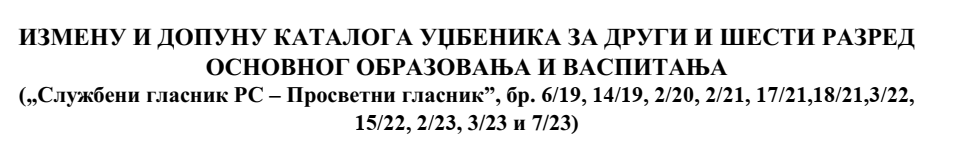 ИЗМЕНУ И ДОПУНУ КАТАЛОГА УЏБЕНИКА ЗА ДРУГИ И ШЕСТИ РАЗРЕД
ОСНОВНОГ ОБРАЗОВАЊА И ВАСПИТАЊА
(„Службени гласник РС – Просветни гласник”, бр. 6/19, 14/19, 2/20, 2/21, 17/21,18/21,3/22,
15/22, 2/23, 3/23 и 7/23)